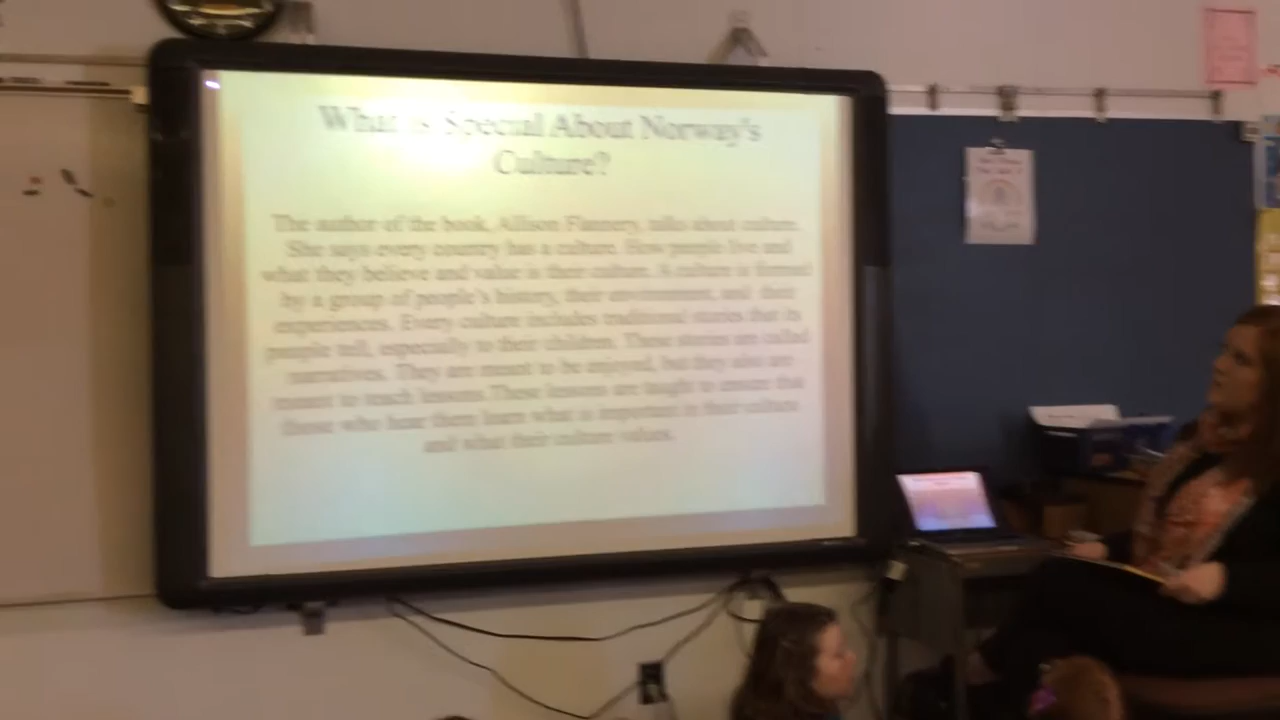 What is Special About Norway's
Culture?
The author of the book, Allison Flannery, talks about culture.
She says every country has a culture. How people live and
what they believe and value is their culture. A culture is formed
by a group of people's history, their environment, and their
experiences. Every culture includes traditional stories that its
people tell, especially to their children. These stories are called
narratives. They are meant to be enjoyed, but they also are
meant to teach lessons. These lessons are taught to ensure that
those who hear them learn what is important in their culture
and what their culture values.